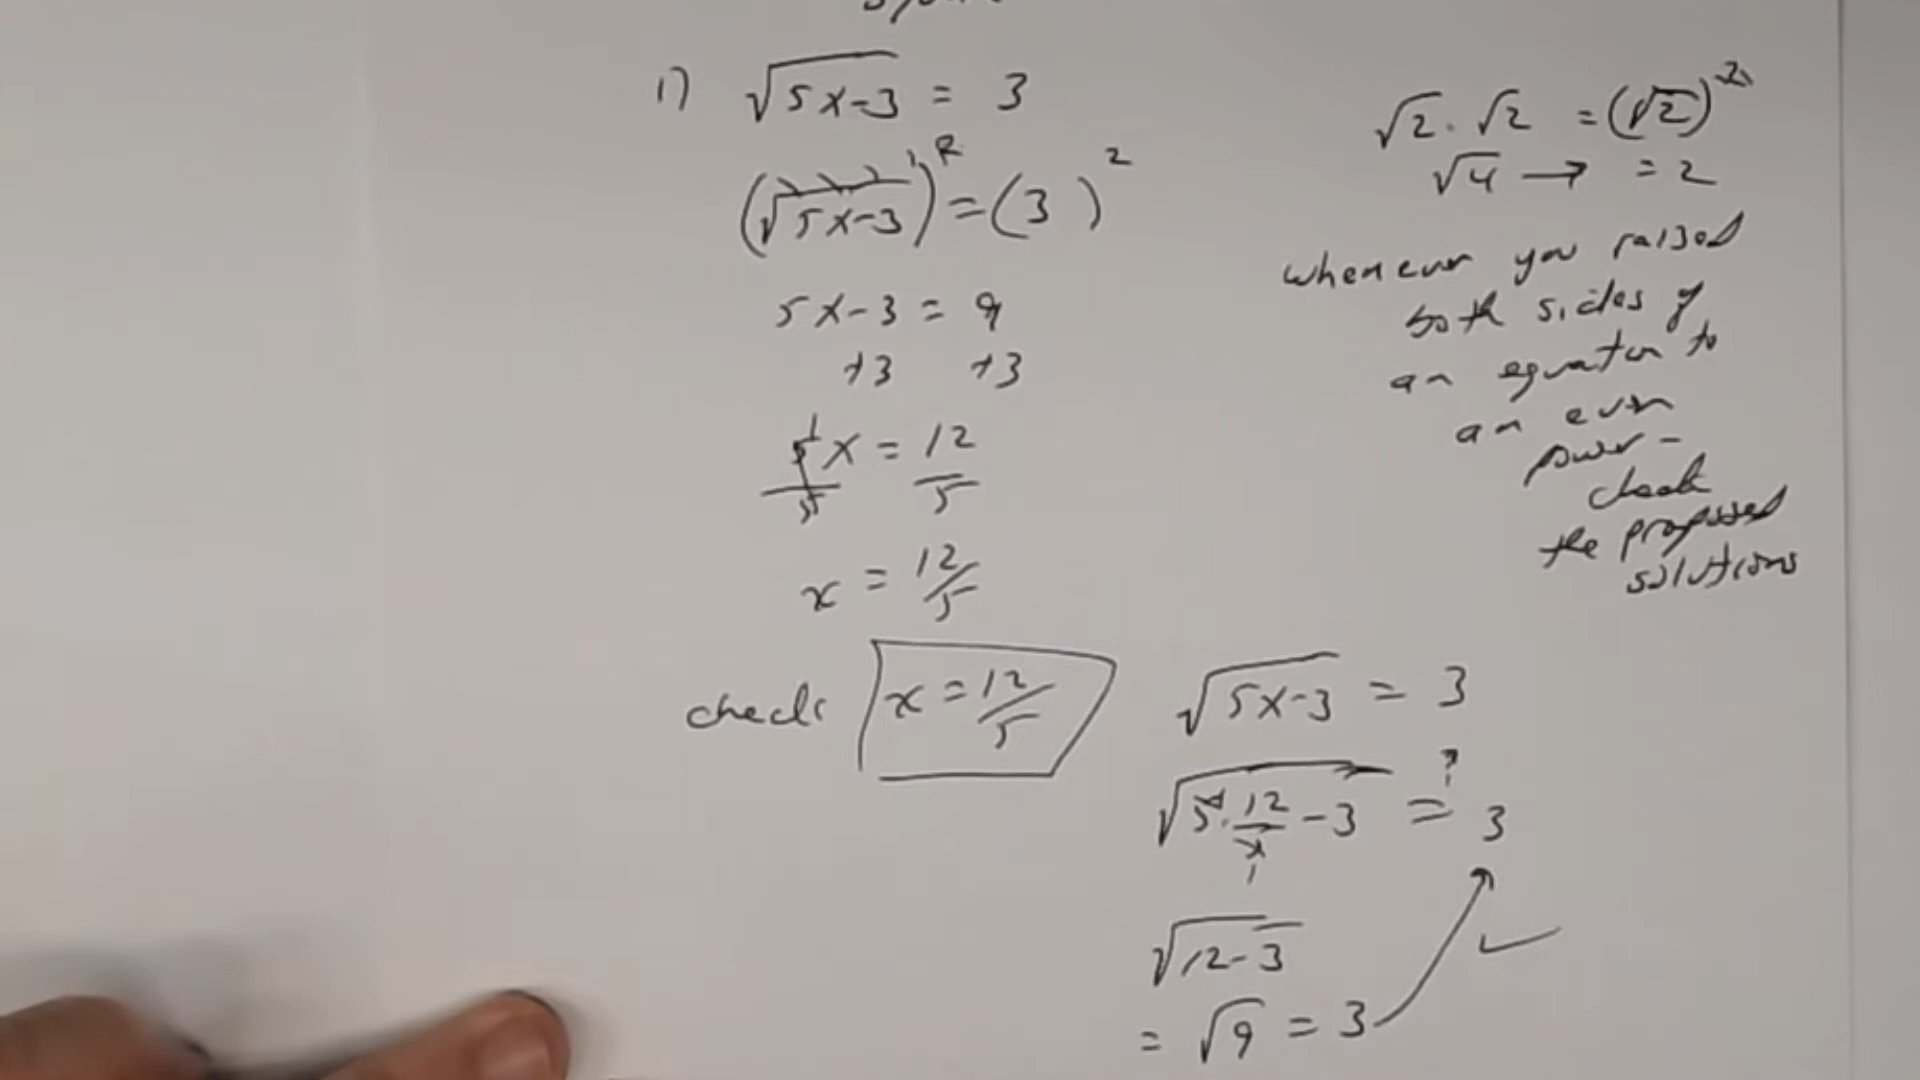 1) √5x-3 = 3
(√5x-3)² = (3)²
5x-3 = 9
+3 +3
5x = 12
5 5
x = 12/5
check x = 12/5
√2 · √2 = (√2)²
√4 → = 2
whenever you raised
both sides of
an equation to
an even
power -
check
the proposed
solutions
√5x-3 = 3
√5·12/5 -3 =? 3
√12-3
= √9 = 3 ✓